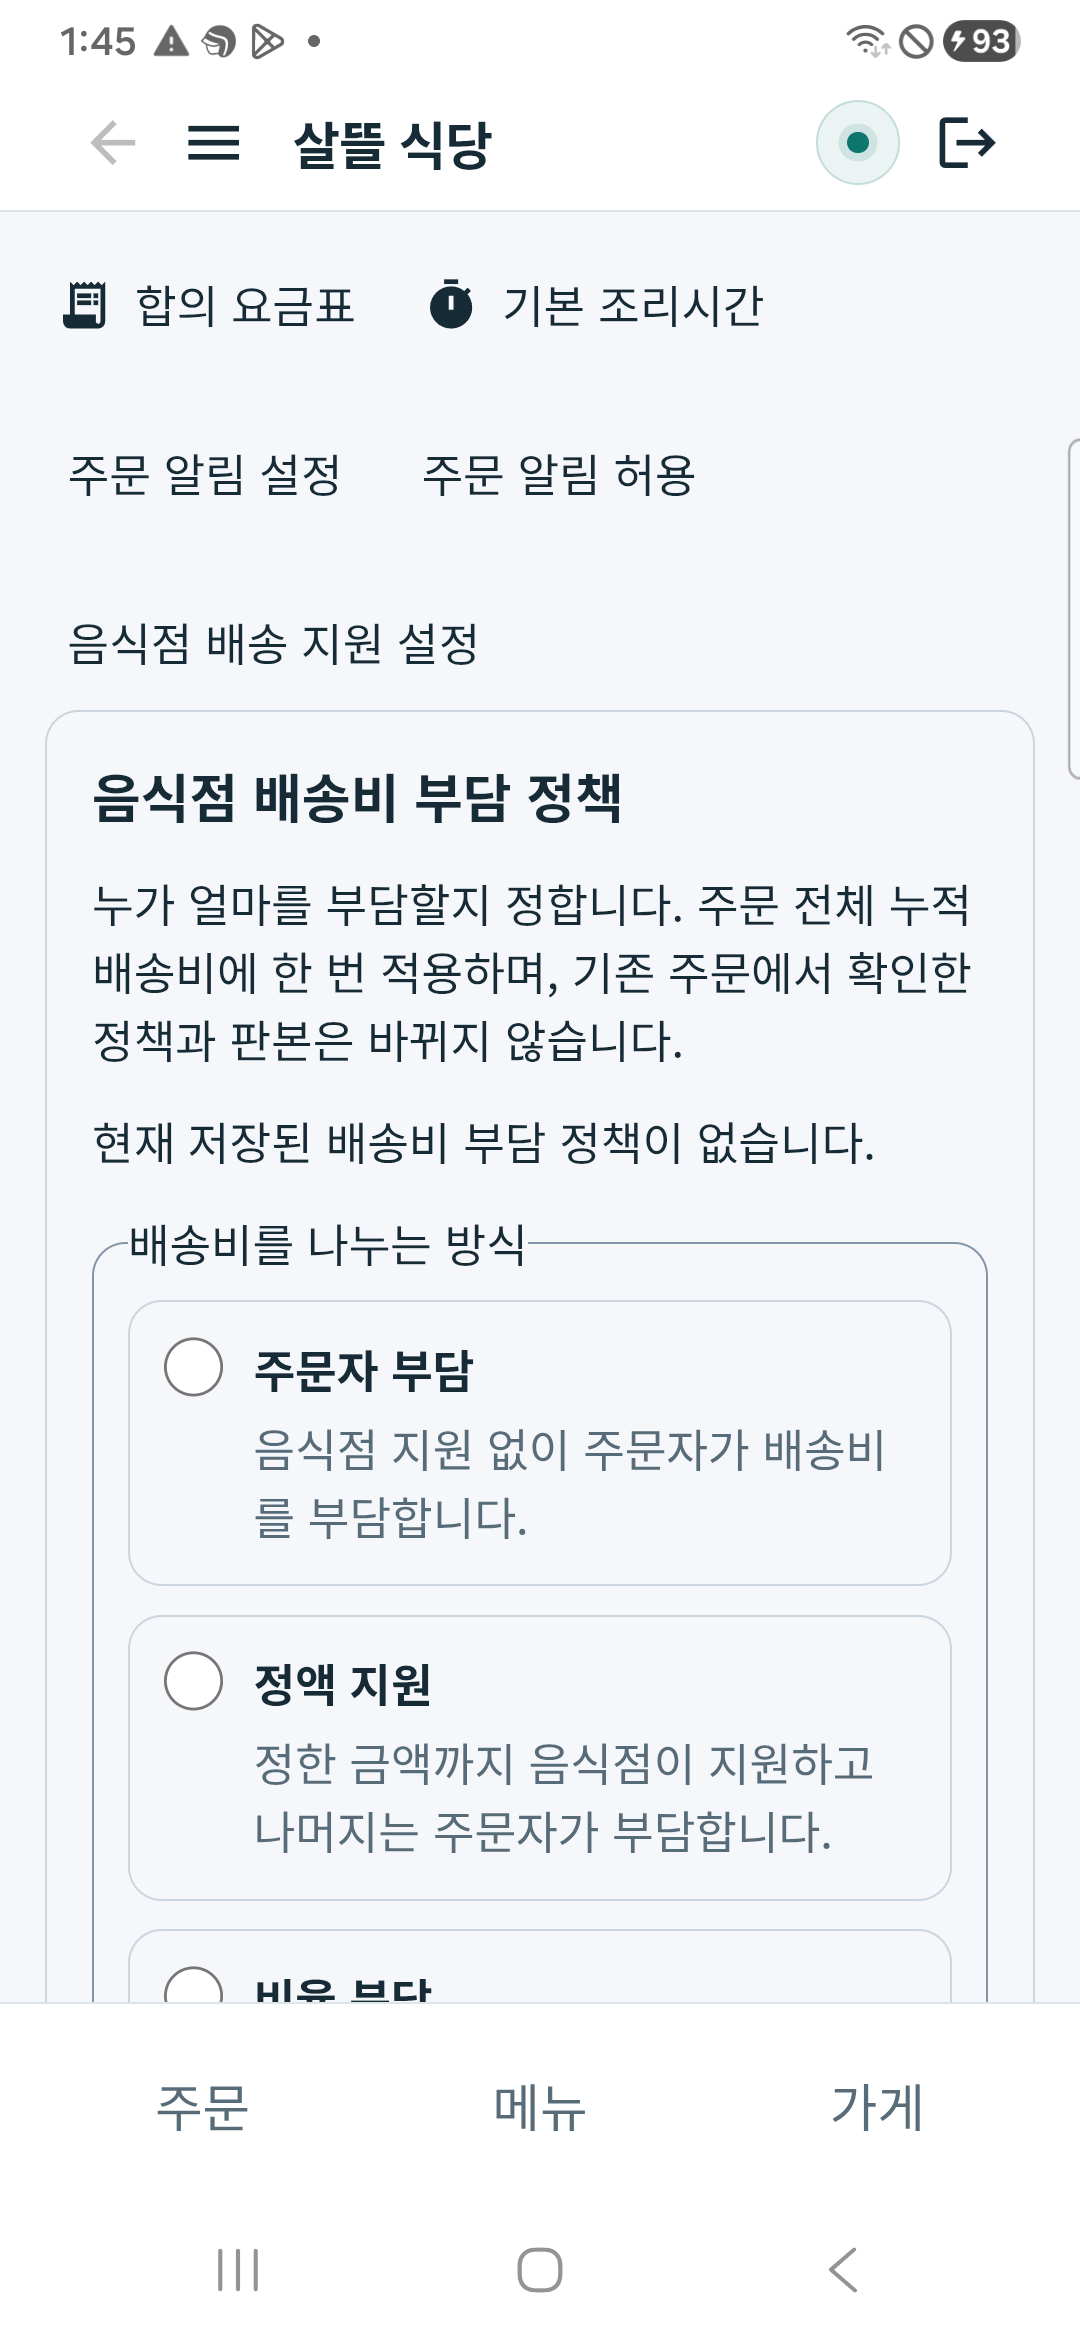 1:45
93
살뜰 식당
합의 요금표
기본 조리시간
주문 알림 설정
주문 알림 허용
음식점 배송 지원 설정
음식점 배송비 부담 정책
누가 얼마를 부담할지 정합니다. 주문 전체 누적
배송비에 한 번 적용하며, 기존 주문에서 확인한
정책과 판본은 바뀌지 않습니다.
현재 저장된 배송비 부담 정책이 없습니다.
배송비를 나누는 방식
주문자 부담
음식점 지원 없이 주문자가 배송비
를 부담합니다.
정액 지원
정한 금액까지 음식점이 지원하고
나머지는 주문자가 부담합니다.
비율 부담
주문
메뉴
가게